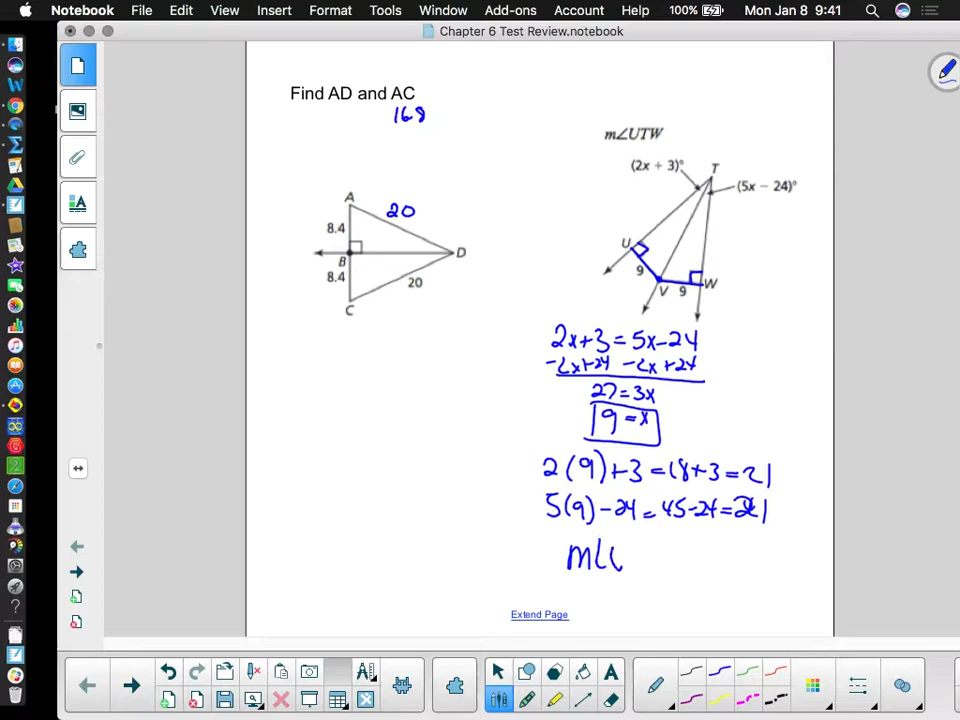 Notebook File Edit View Insert Format Tools Window Add-ons Account Help 100% Mon Jan 8 9:41
Chapter 6 Test Review.notebook
Find AD and AC
16.8
A
20
8.4
B
D
8.4
20
C
m∠UTW
(2x + 3)°
T
(5x − 24)°
U
9
V
9
W
2x+3 = 5x-24
-2x+24 -2x +24
27 = 3x
9 = x
2(9)+3 = 18+3 = 21
5(9)-24 = 45-24 = 21
m∠
Extend Page